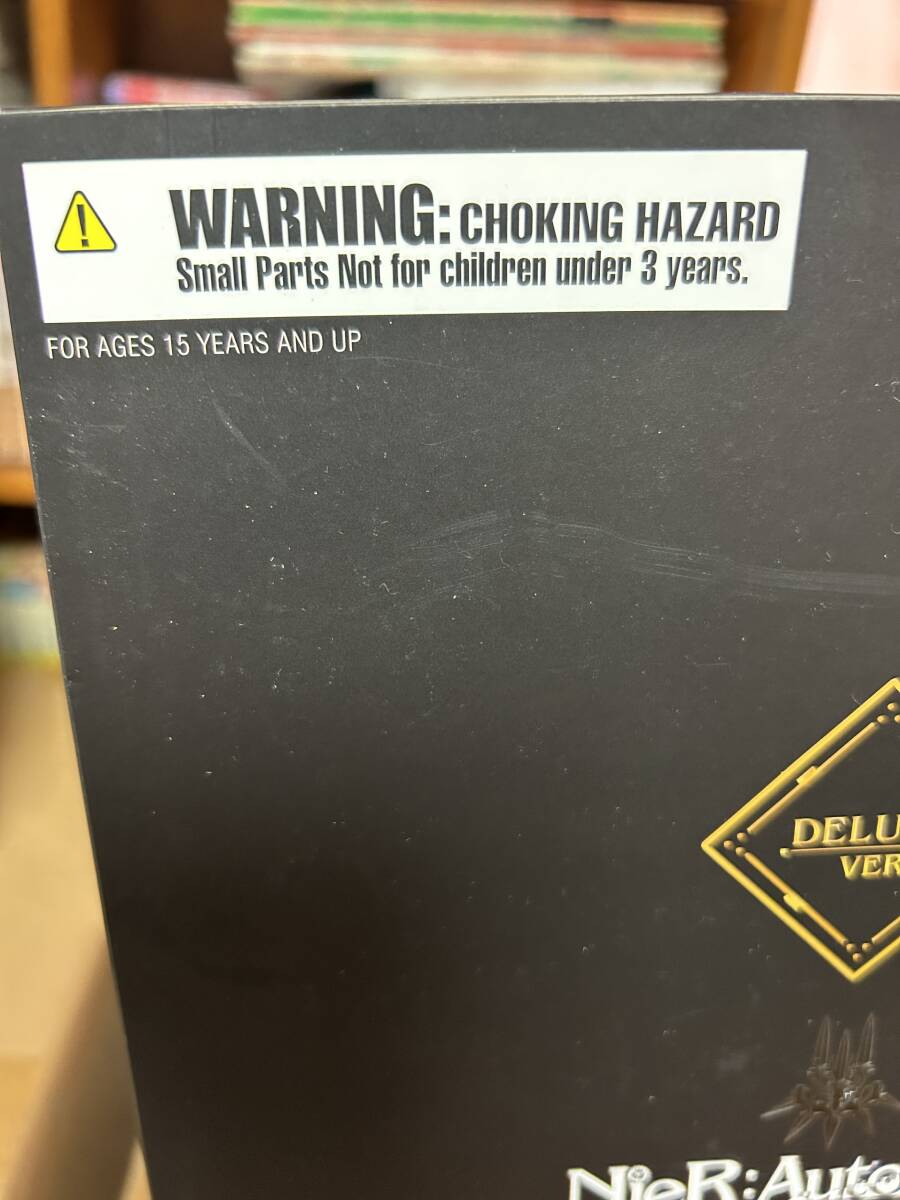 WARNING: CHOKING HAZARD
Small Parts Not for children under 3 years.
FOR AGES 15 YEARS AND UP
DELU
VER
NieR:Auto